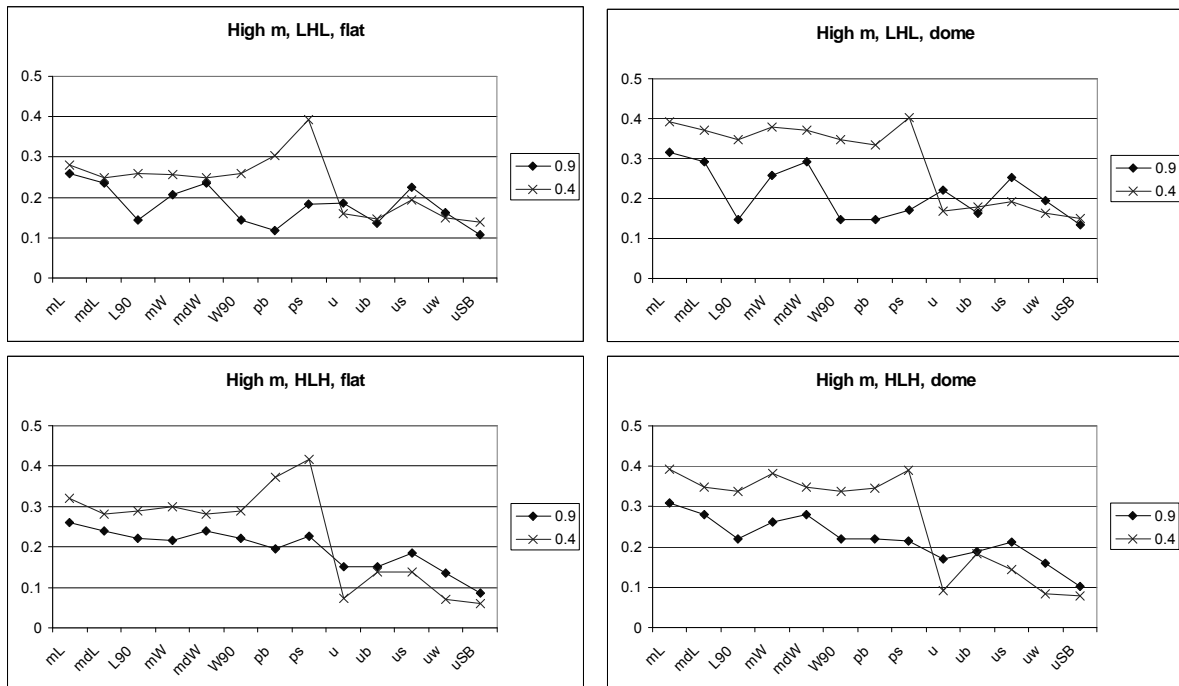 High m, LHL, flat
0.5
0.4
0.3
0.2
0.1
0
mL
mdL
L90
mW
mdW
W90
pb
ps
u
ub
us
uw
uSB
0.9
0.4
High m, LHL, dome
0.5
0.4
0.3
0.2
0.1
0
mL
mdL
L90
mW
mdW
W90
pb
ps
u
ub
us
uw
uSB
0.9
0.4
High m, HLH, flat
0.5
0.4
0.3
0.2
0.1
0
mL
mdL
L90
mW
mdW
W90
pb
ps
u
ub
us
uw
uSB
0.9
0.4
High m, HLH, dome
0.5
0.4
0.3
0.2
0.1
0
mL
mdL
L90
mW
mdW
W90
pb
ps
u
ub
us
uw
uSB
0.9
0.4